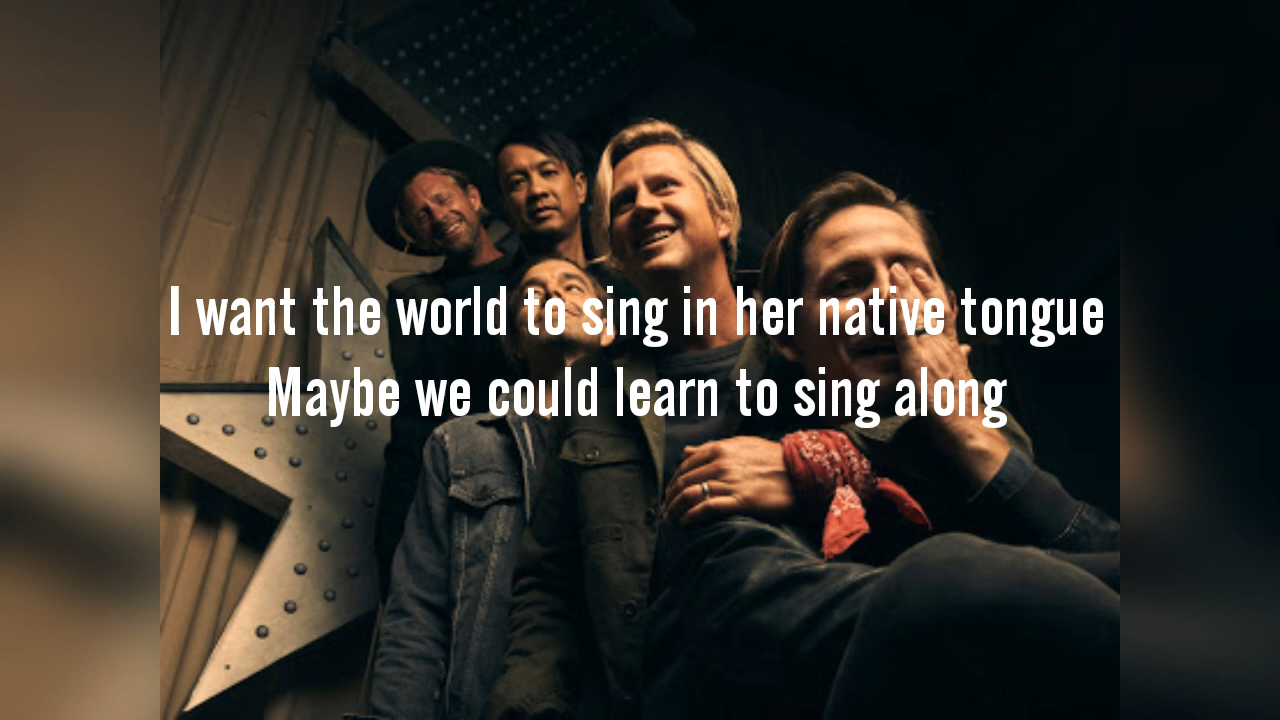 I want the world to sing in her native tongue
Maybe we could learn to sing along